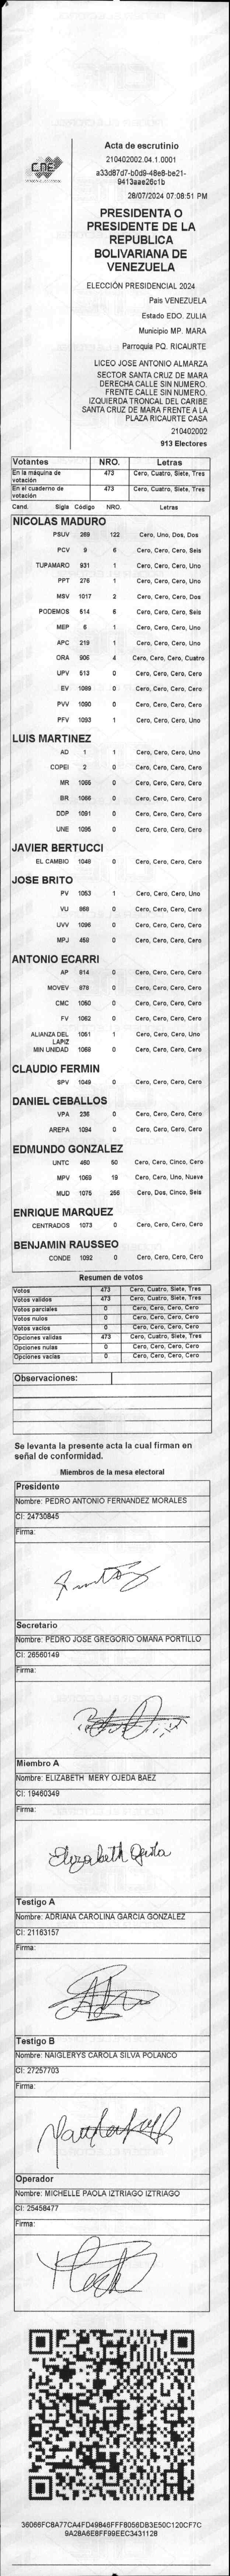 CNE
Acta de escrutinio
210402002.04.1.0001
a33d87d7-b0d9-48e8-be21-
9413aae26c1b
28/07/2024 07:08:51 PM
PRESIDENTA O
PRESIDENTE DE LA
REPUBLICA
BOLIVARIANA DE
VENEZUELA
ELECCIÓN PRESIDENCIAL 2024
Pais VENEZUELA
Estado EDO. ZULIA
Municipio MP. MARA
Parroquia PQ. RICAURTE
LICEO JOSE ANTONIO ALMARZA
SECTOR SANTA CRUZ DE MARA
DERECHA CALLE SIN NUMERO.
FRENTE CALLE SIN NUMERO.
IZQUIERDA TRONCAL DEL CARIBE
SANTA CRUZ DE MARA FRENTE A LA
PLAZA RICAURTE CASA
210402002
913 Electores
Votantes NRO. Letras
En la máquina de votación 473 Cero, Cuatro, Siete, Tres
En el cuaderno de votación 473 Cero, Cuatro, Siete, Tres
Cand. Sigla Código NRO. Letras
NICOLAS MADURO
PSUV 269 122 Cero, Uno, Dos, Dos
PCV 9 6 Cero, Cero, Cero, Seis
TUPAMARO 931 1 Cero, Cero, Cero, Uno
PPT 276 1 Cero, Cero, Cero, Uno
MSV 1017 2 Cero, Cero, Cero, Dos
PODEMOS 614 6 Cero, Cero, Cero, Seis
MEP 6 1 Cero, Cero, Cero, Uno
APC 219 1 Cero, Cero, Cero, Uno
ORA 906 4 Cero, Cero, Cero, Cuatro
UPV 513 0 Cero, Cero, Cero, Cero
EV 1089 0 Cero, Cero, Cero, Cero
PVV 1090 0 Cero, Cero, Cero, Cero
PFV 1093 1 Cero, Cero, Cero, Uno
LUIS MARTINEZ
AD 1 1 Cero, Cero, Cero, Uno
COPEI 2 0 Cero, Cero, Cero, Cero
MR 1066 0 Cero, Cero, Cero, Cero
BR 1066 0 Cero, Cero, Cero, Cero
DDP 1091 0 Cero, Cero, Cero, Cero
UNE 1095 0 Cero, Cero, Cero, Cero
JAVIER BERTUCCI
EL CAMBIO 1048 0 Cero, Cero, Cero, Cero
JOSE BRITO
PV 1053 1 Cero, Cero, Cero, Uno
VU 868 0 Cero, Cero, Cero, Cero
UVV 1096 0 Cero, Cero, Cero, Cero
MPJ 458 0 Cero, Cero, Cero, Cero
ANTONIO ECARRI
AP 814 0 Cero, Cero, Cero, Cero
MOVEV 878 0 Cero, Cero, Cero, Cero
CMC 1060 0 Cero, Cero, Cero, Cero
FV 1062 0 Cero, Cero, Cero, Cero
ALIANZA DEL LAPIZ 1051 1 Cero, Cero, Cero, Uno
MIN UNIDAD 1069 0 Cero, Cero, Cero, Cero
CLAUDIO FERMIN
SPV 1049 0 Cero, Cero, Cero, Cero
DANIEL CEBALLOS
VPA 236 0 Cero, Cero, Cero, Cero
AREPA 1094 0 Cero, Cero, Cero, Cero
EDMUNDO GONZALEZ
UNTC 460 50 Cero, Cero, Cinco, Cero
MPV 1069 19 Cero, Cero, Uno, Nueve
MUD 1075 256 Cero, Dos, Cinco, Seis
ENRIQUE MARQUEZ
CENTRADOS 1073 0 Cero, Cero, Cero, Cero
BENJAMIN RAUSSEO
CONDE 1092 0 Cero, Cero, Cero, Cero
Resumen de votos
Votos 473 Cero, Cuatro, Siete, Tres
Votos validos 473 Cero, Cuatro, Siete, Tres
Votos parciales 0 Cero, Cero, Cero, Cero
Votos nulos 0 Cero, Cero, Cero, Cero
Votos vacios 0 Cero, Cero, Cero, Cero
Opciones validas 473 Cero, Cuatro, Siete, Tres
Opciones nulas 0 Cero, Cero, Cero, Cero
Opciones vacias 0 Cero, Cero, Cero, Cero
Observaciones:
Se levanta la presente acta la cual firman en
señal de conformidad.
Miembros de la mesa electoral
Presidente
Nombre: PEDRO ANTONIO FERNANDEZ MORALES
CI: 24730845
Firma:
Secretario
Nombre: PEDRO JOSE GREGORIO OMAÑA PORTILLO
CI: 26560149
Firma:
Miembro A
Nombre: ELIZABETH MERY OJEDA BAEZ
CI: 19460349
Firma:
Elizabeth Ojeda
Testigo A
Nombre: ADRIANA CAROLINA GARCIA GONZALEZ
CI: 21163157
Firma:
Testigo B
Nombre: NAIGLERYS CAROLA SILVA POLANCO
CI: 27257703
Firma:
Operador
Nombre: MICHELLE PAOLA IZTRIAGO IZTRIAGO
CI: 25458477
Firma:
36066FC8A77CA4FD49846FFF8056DB3E50C120CF7C
9A28A6E8FF99EEC3431128